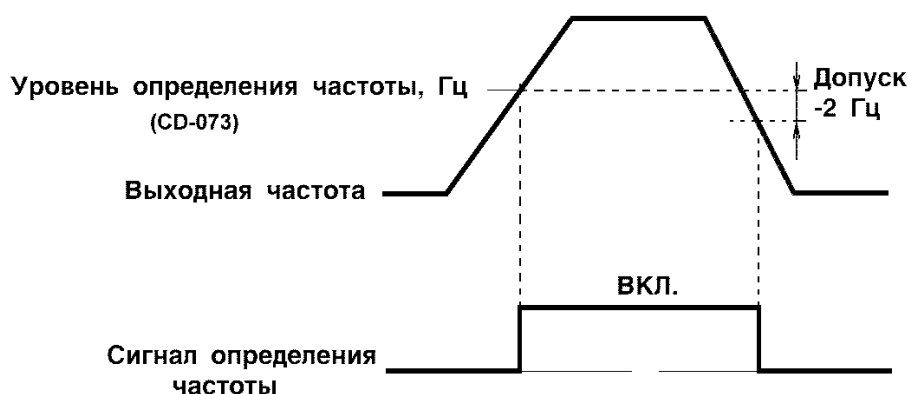 Уровень определения частоты, Гц
(CD-073)
Допуск
-2 Гц
Выходная частота
ВКЛ.
Сигнал определения
частоты